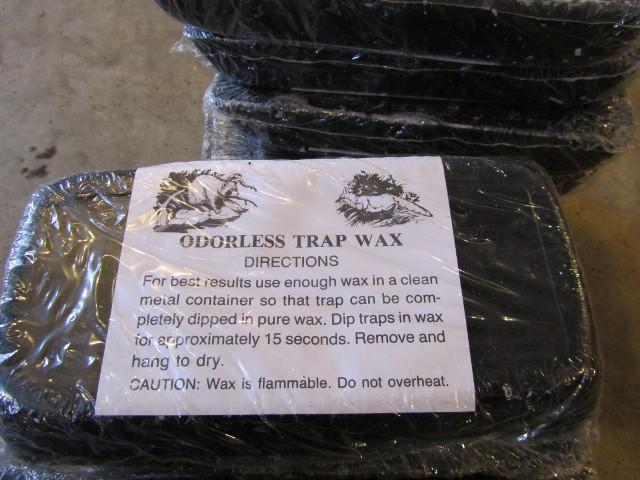 ODORLESS TRAP WAX
DIRECTIONS
For best results use enough wax in a clean
metal container so that trap can be com-
pletely dipped in pure wax. Dip traps in wax
for approximately 15 seconds. Remove and
hang to dry.
CAUTION: Wax is flammable. Do not overheat.